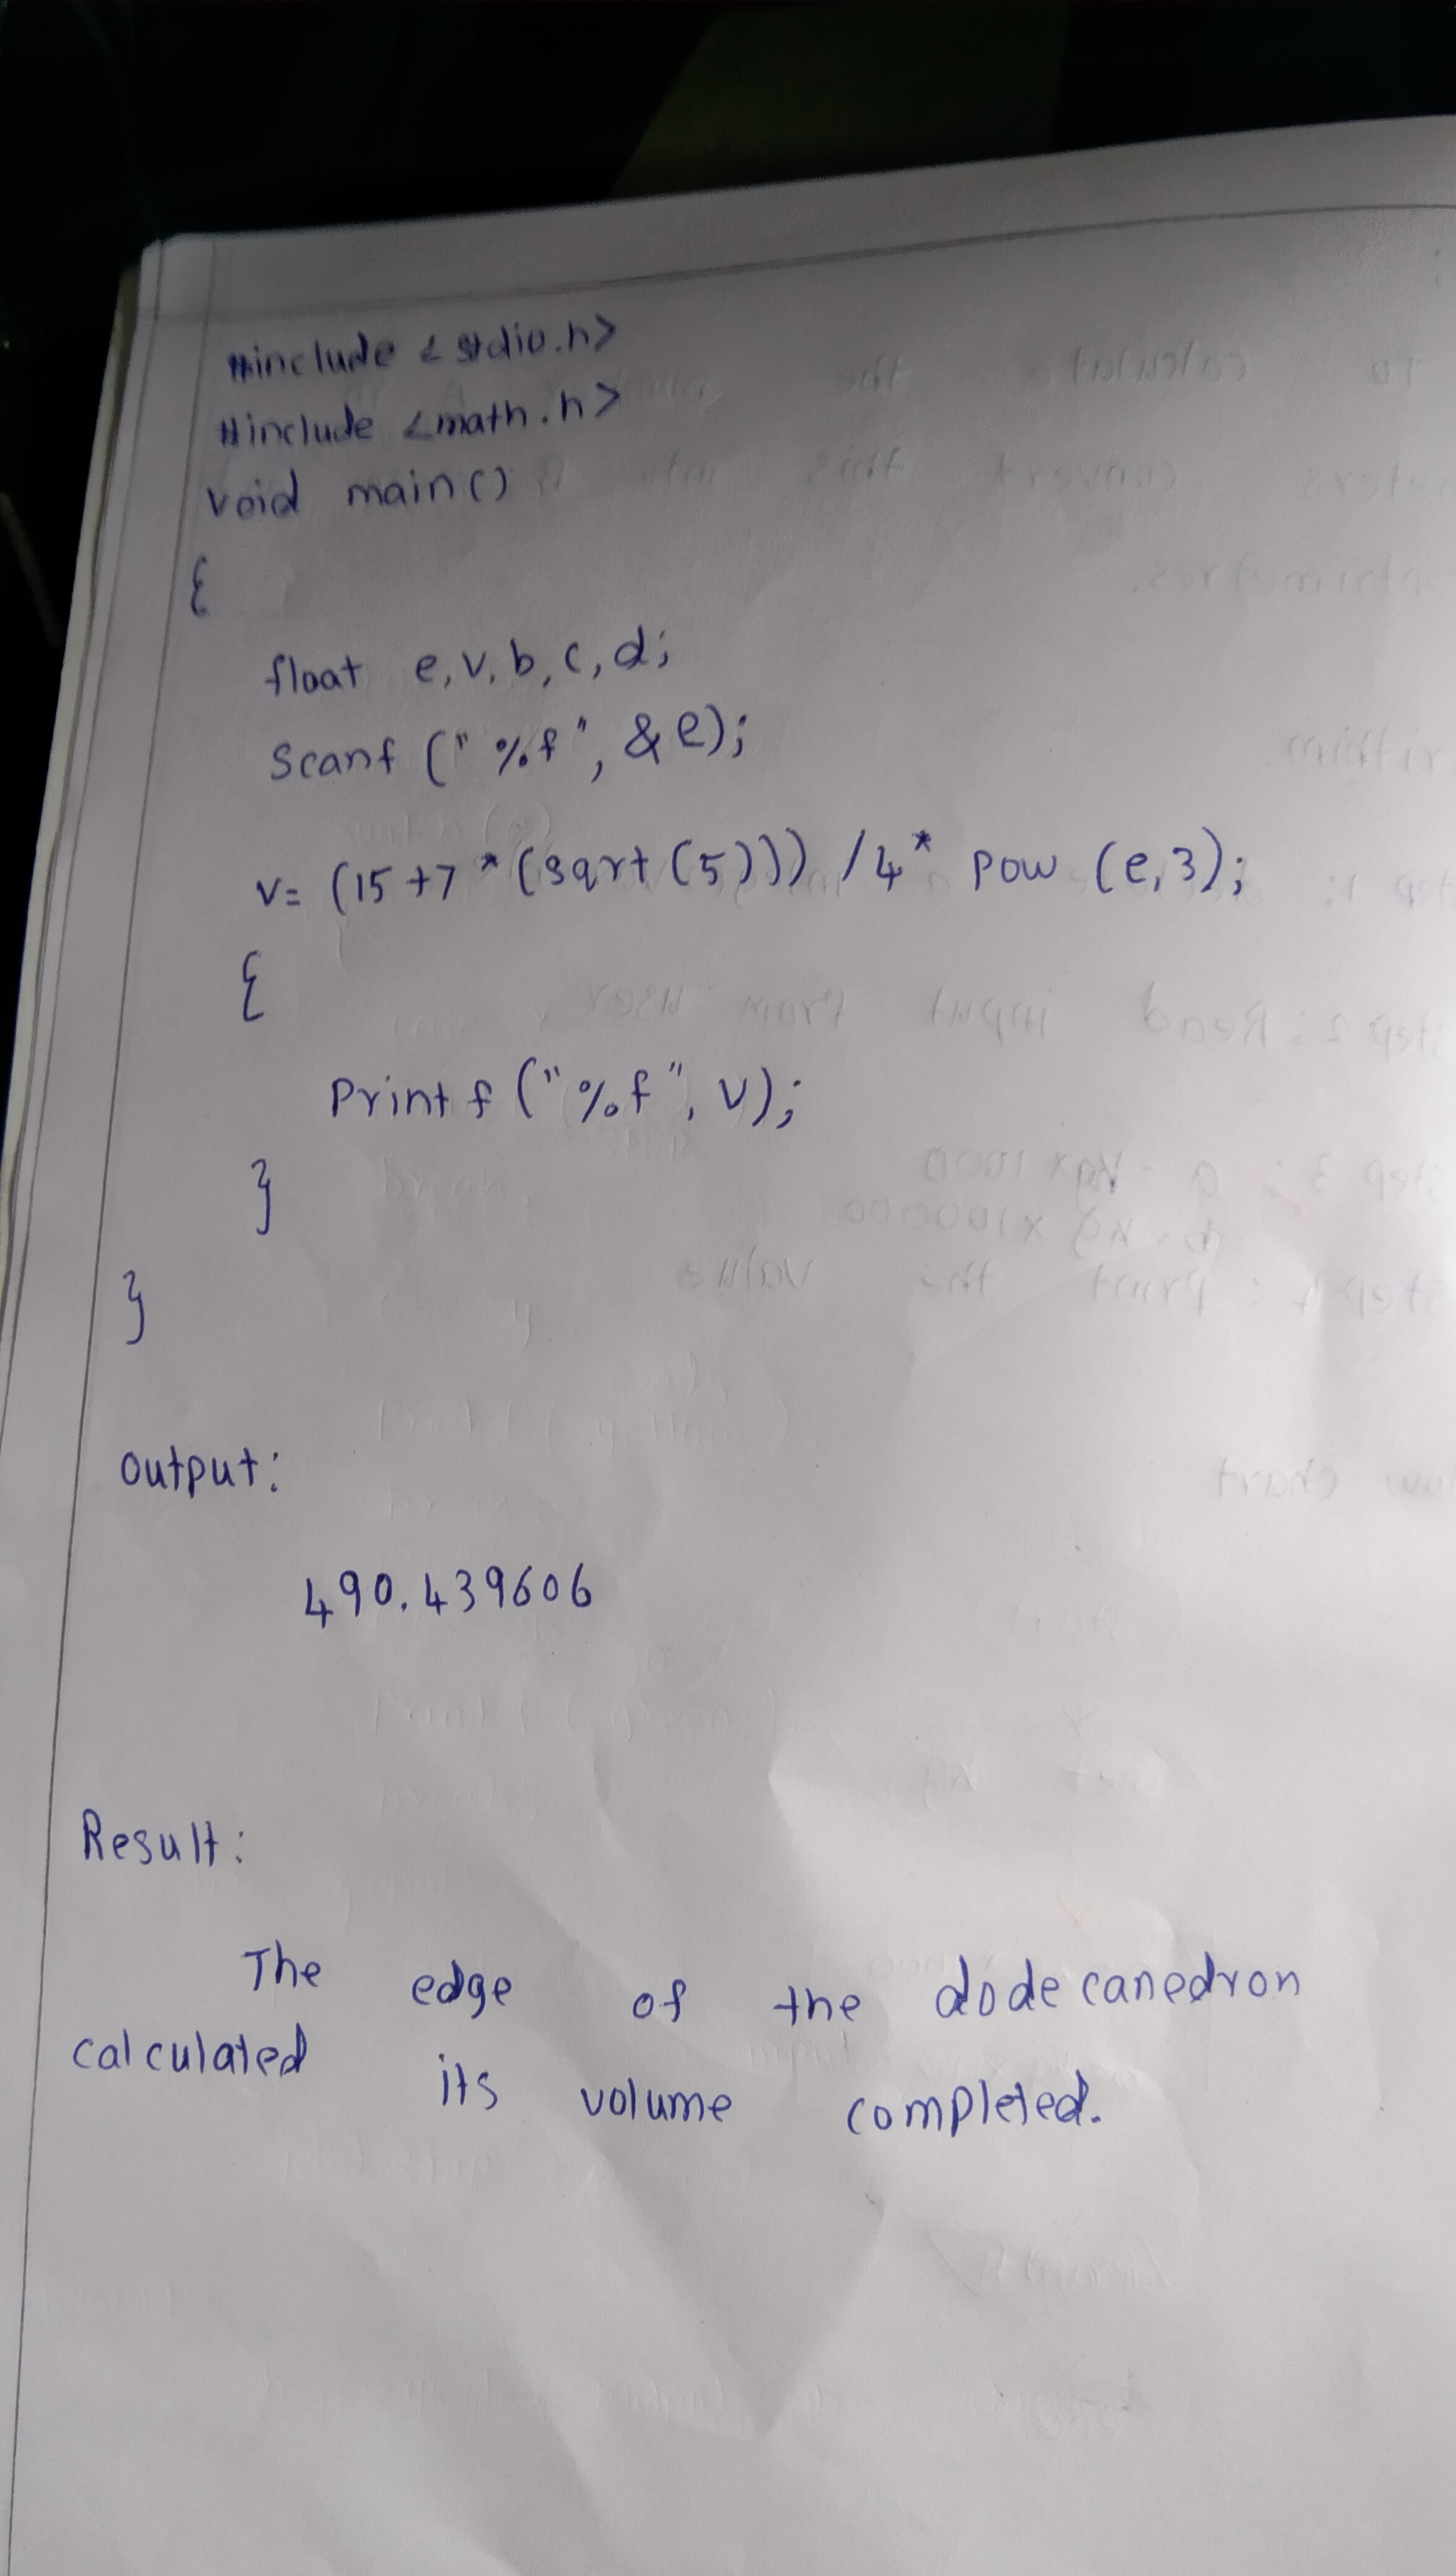 #include <stdio.h>
#include <math.h>
void main()
{
float e,v,b,c,d;
Scanf ("%f", &e);
v= (15+7*(sqrt(5)))/4* pow (e,3);
{
Printf ("%f", v);
}
}
Output:
490.439606
Result:
The edge of the dodecanedron
calculated its volume completed.